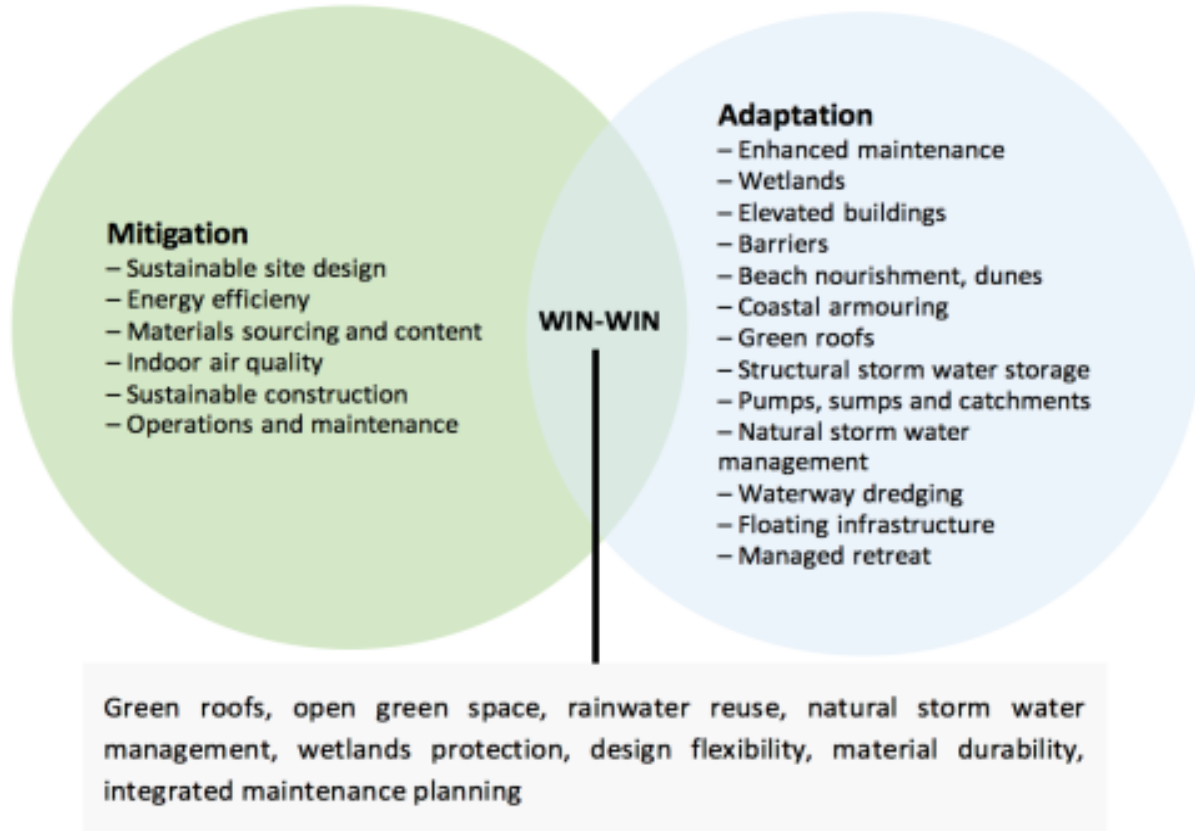 Mitigation
– Sustainable site design
– Energy efficieny
– Materials sourcing and content
– Indoor air quality
– Sustainable construction
– Operations and maintenance
WIN-WIN
Adaptation
– Enhanced maintenance
– Wetlands
– Elevated buildings
– Barriers
– Beach nourishment, dunes
– Coastal armouring
– Green roofs
– Structural storm water storage
– Pumps, sumps and catchments
– Natural storm water
management
– Waterway dredging
– Floating infrastructure
– Managed retreat
Green roofs, open green space, rainwater reuse, natural storm water
management, wetlands protection, design flexibility, material durability,
integrated maintenance planning